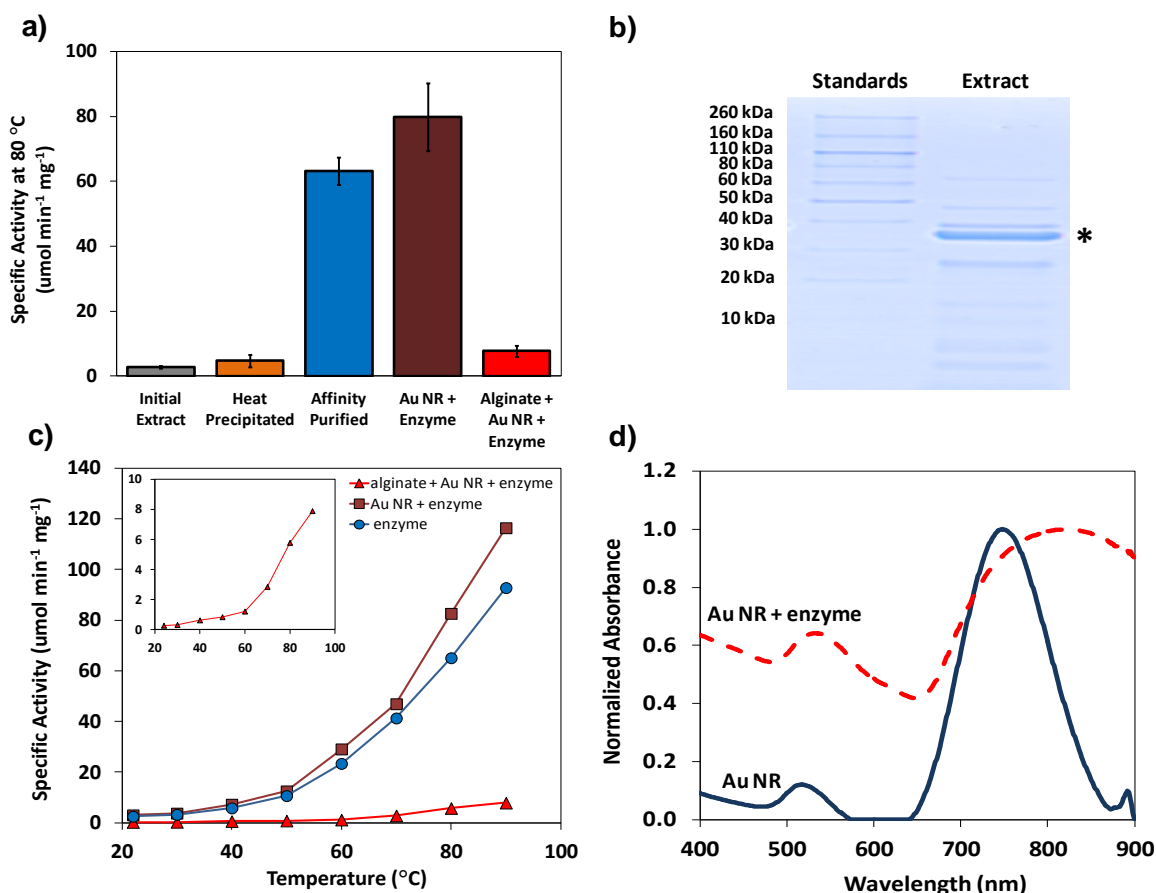 a)
Specific Activity at 80 °C
(umol min⁻¹ mg⁻¹)
100
80
60
40
20
0
Initial
Extract
Heat
Precipitated
Affinity
Purified
Au NR +
Enzyme
Alginate +
Au NR +
Enzyme
b)
Standards
Extract
260 kDa
160 kDa
110 kDa
80 kDa
60 kDa
50 kDa
40 kDa
30 kDa
20 kDa
10 kDa
*
c)
Specific Activity (umol min⁻¹ mg⁻¹)
140
120
100
80
60
40
20
0
20
40
60
80
100
Temperature (°C)
10
8
6
4
2
0
20
40
60
80
100
alginate + Au NR + enzyme
Au NR + enzyme
enzyme
d)
Normalized Absorbance
1.2
1.0
0.8
0.6
0.4
0.2
0.0
Au NR + enzyme
Au NR
400
500
600
700
800
900
Wavelength (nm)